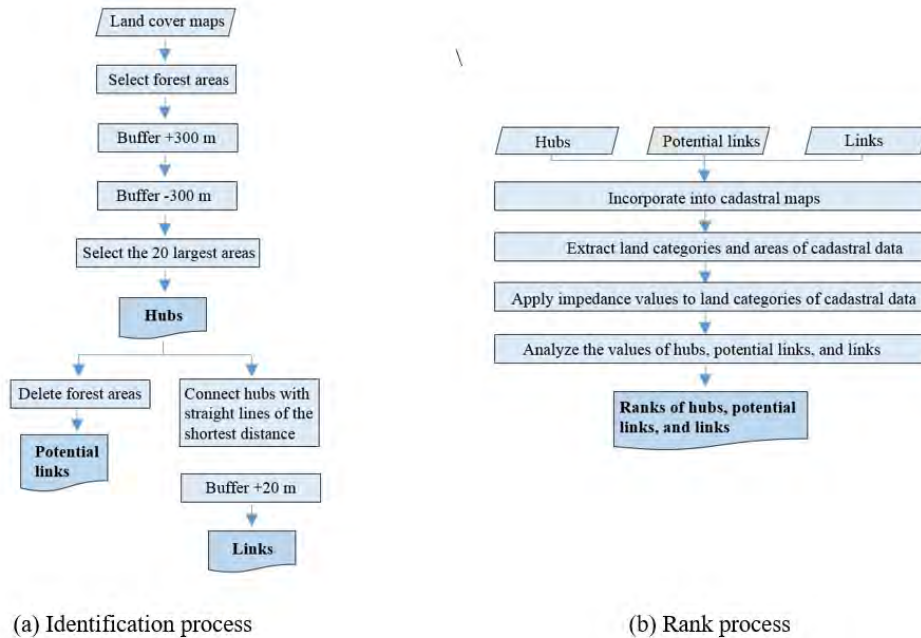 Land cover maps
Select forest areas
Buffer +300 m
Buffer -300 m
Select the 20 largest areas
Hubs
Delete forest areas
Potential
links
Connect hubs with
straight lines of the
shortest distance
Buffer +20 m
Links
(a) Identification process
\
Hubs
Potential links
Links
Incorporate into cadastral maps
Extract land categories and areas of cadastral data
Apply impedance values to land categories of cadastral data
Analyze the values of hubs, potential links, and links
Ranks of hubs, potential
links, and links
(b) Rank process